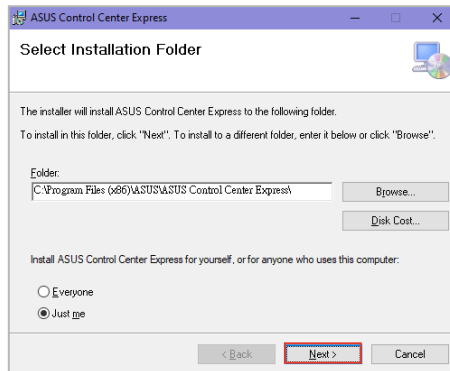 ASUS Control Center Express
Select Installation Folder
The installer will install ASUS Control Center Express to the following folder.
To install in this folder, click "Next". To install to a different folder, enter it below or click "Browse".
Folder:
C:\Program Files (x86)\ASUS\ASUS Control Center Express\
Browse...
Disk Cost...
Install ASUS Control Center Express for yourself, or for anyone who uses this computer:
Everyone
Just me
< Back
Next >
Cancel